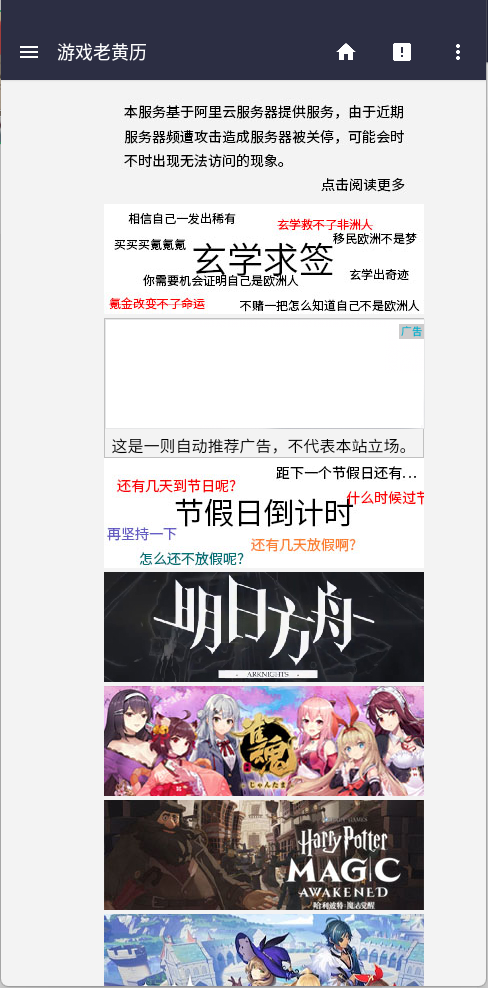 游戏老黄历
本服务基于阿里云服务器提供服务，由于近期
服务器频遭攻击造成服务器被关停，可能会时
不时出现无法访问的现象。
点击阅读更多
相信自己一发出稀有
玄学救不了非洲人
移民欧洲不是梦
买买买氪氪氪
玄学求签
玄学出奇迹
你需要机会证明自己是欧洲人
氪金改变不了命运
不赌一把怎么知道自己不是欧洲人
广告
这是一则自动推荐广告，不代表本站立场。
距下一个节假日还有...
还有几天到节日呢?
什么时候过节
节假日倒计时
再坚持一下
还有几天放假啊?
怎么还不放假呢?
明日方舟
ARKNIGHTS
雀魂
じゃんたま
Harry Potter
MAGIC
AWAKENED
哈利波特:魔法觉醒